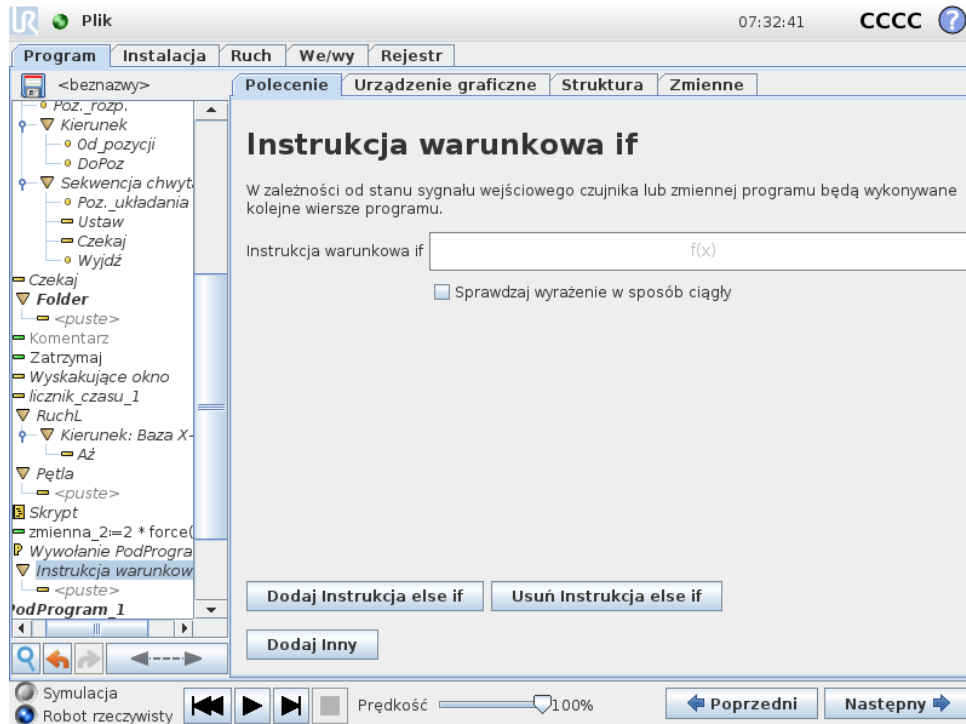 UR Plik 07:32:41 CCCC ?
Program Instalacja Ruch We/wy Rejestr
<beznazwy>
Poz._rozp.
Kierunek
Od_pozycji
DoPoz
Sekwencja chwyt
Poz._układania
Ustaw
Czekaj
Wyjdź
Czekaj
Folder
<puste>
Komentarz
Zatrzymaj
Wyskakujące okno
licznik_czasu_1
RuchL
Kierunek: Baza X-
Aż
Pętla
<puste>
Skrypt
zmienna_2≔2 * force(
P Wywołanie PodProgra
Instrukcja warunkow
<puste>
PodProgram_1
Polecenie Urządzenie graficzne Struktura Zmienne
Instrukcja warunkowa if
W zależności od stanu sygnału wejściowego czujnika lub zmiennej programu będą wykonywane
kolejne wiersze programu.
Instrukcja warunkowa if f(x)
Sprawdzaj wyrażenie w sposób ciągły
Dodaj Instrukcja else if Usuń Instrukcja else if
Dodaj Inny
Symulacja
Robot rzeczywisty
Prędkość 100%
Poprzedni Następny